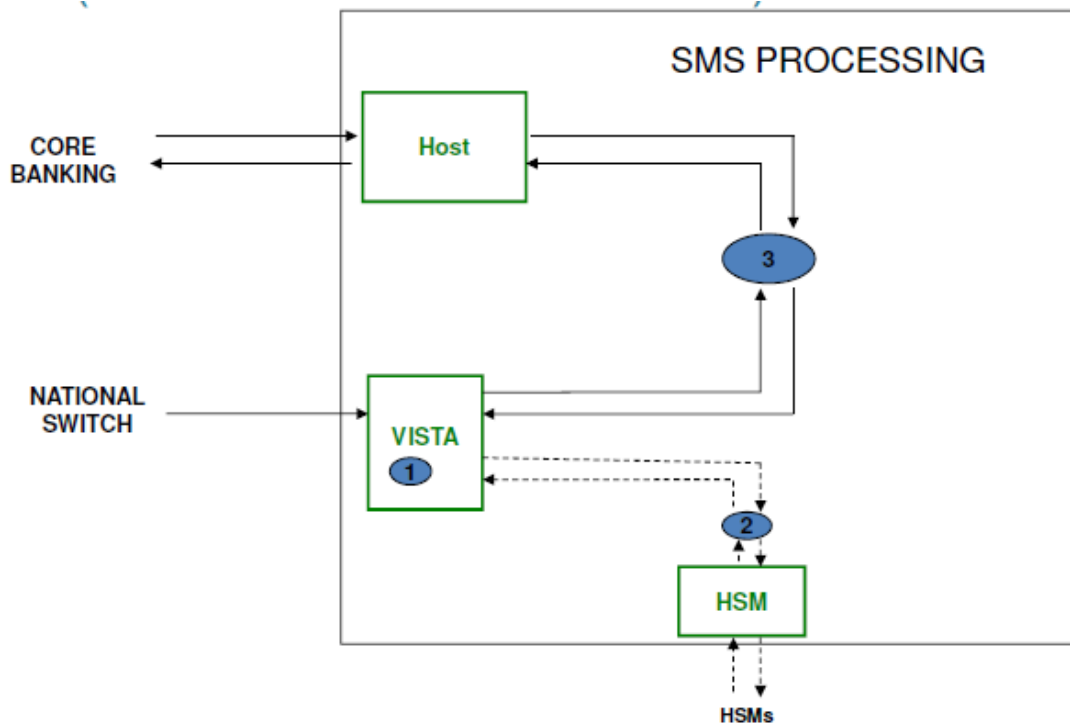 SMS PROCESSING
CORE
BANKING
Host
3
NATIONAL
SWITCH
VISTA
1
2
HSM
HSMs